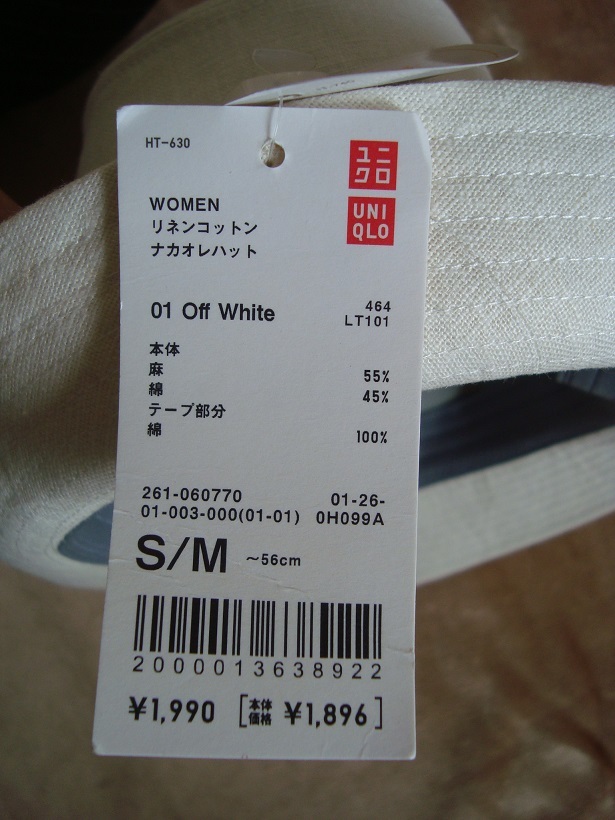 HT-630
ユニ
クロ
UNI
QLO
WOMEN
リネンコットン
ナカオレハット
01 Off White
464
LT101
本体
麻 55%
綿 45%
テープ部分
綿 100%
261-060770 01-26-
01-003-000(01-01) 0H099A
S/M ~56cm
2000013638922
¥1,990 [本体価格 ¥1,896]